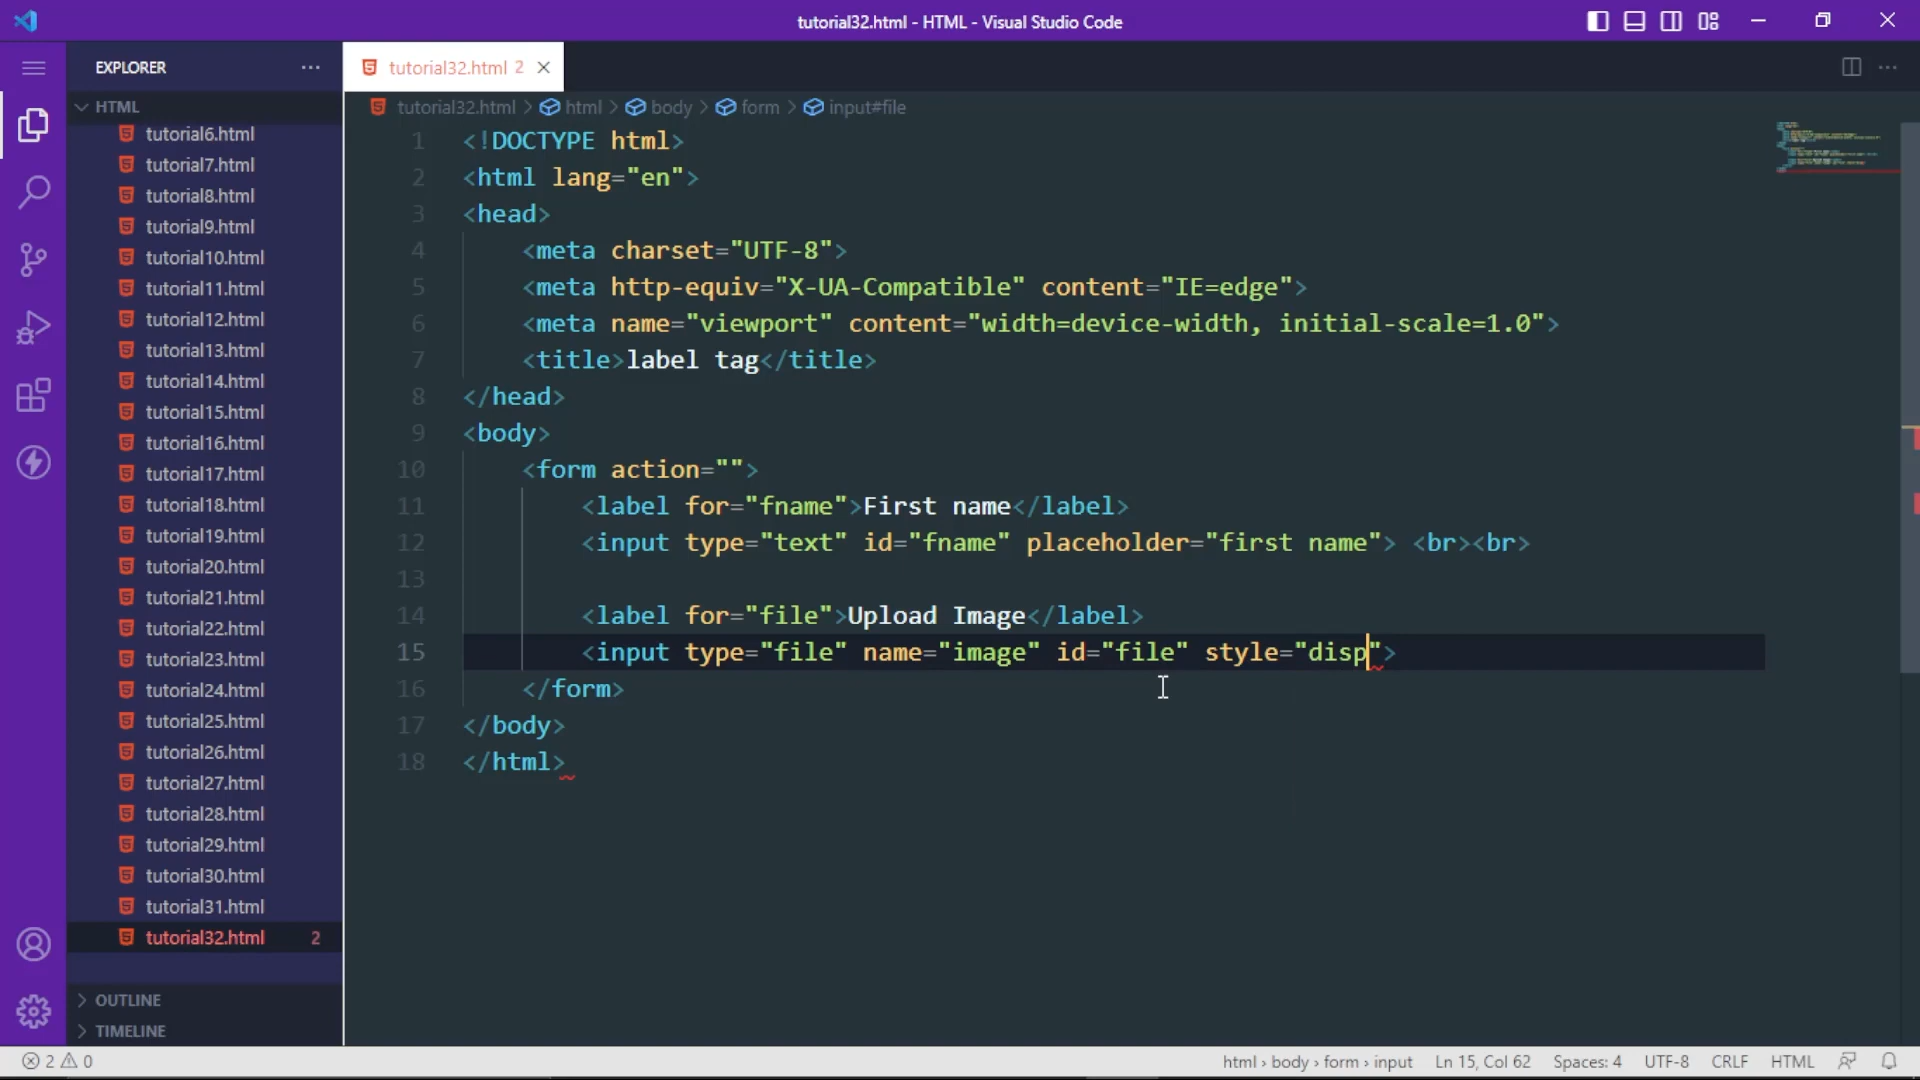 tutorial32.html - HTML - Visual Studio Code
EXPLORER
HTML
tutorial6.html
tutorial7.html
tutorial8.html
tutorial9.html
tutorial10.html
tutorial11.html
tutorial12.html
tutorial13.html
tutorial14.html
tutorial15.html
tutorial16.html
tutorial17.html
tutorial18.html
tutorial19.html
tutorial20.html
tutorial21.html
tutorial22.html
tutorial23.html
tutorial24.html
tutorial25.html
tutorial26.html
tutorial27.html
tutorial28.html
tutorial29.html
tutorial30.html
tutorial31.html
tutorial32.html 2
OUTLINE
TIMELINE
tutorial32.html 2
tutorial32.html > html > body > form > input#file
1 <!DOCTYPE html>
2 <html lang="en">
3 <head>
4 <meta charset="UTF-8">
5 <meta http-equiv="X-UA-Compatible" content="IE=edge">
6 <meta name="viewport" content="width=device-width, initial-scale=1.0">
7 <title>label tag</title>
8 </head>
9 <body>
10 <form action="">
11 <label for="fname">First name</label>
12 <input type="text" id="fname" placeholder="first name"> <br><br>
13
14 <label for="file">Upload Image</label>
15 <input type="file" name="image" id="file" style="disp">
16 </form>
17 </body>
18 </html>
2 0
html › body › form › input Ln 15, Col 62 Spaces: 4 UTF-8 CRLF HTML